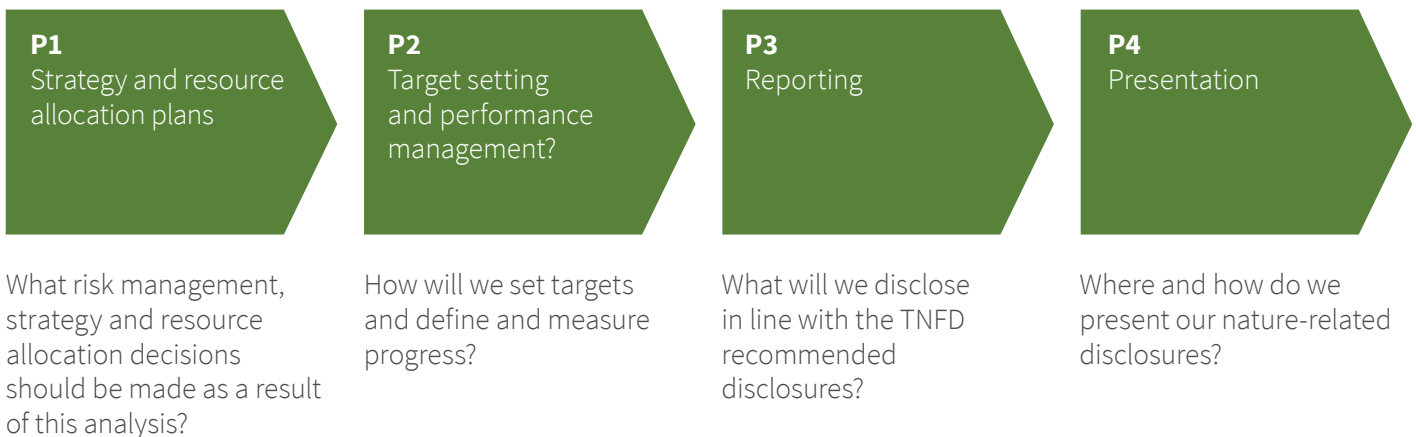 P1
Strategy and resource
allocation plans
What risk management,
strategy and resource
allocation decisions
should be made as a result
of this analysis?
P2
Target setting
and performance
management?
How will we set targets
and define and measure
progress?
P3
Reporting
What will we disclose
in line with the TNFD
recommended
disclosures?
P4
Presentation
Where and how do we
present our nature-related
disclosures?